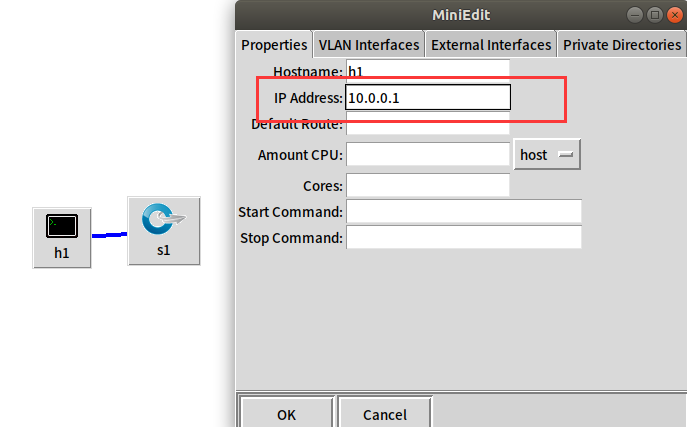 MiniEdit
Properties VLAN Interfaces External Interfaces Private Directories
Hostname: h1
IP Address: 10.0.0.1
Default Route:
Amount CPU: host
Cores:
Start Command:
Stop Command:
h1
s1
OK Cancel